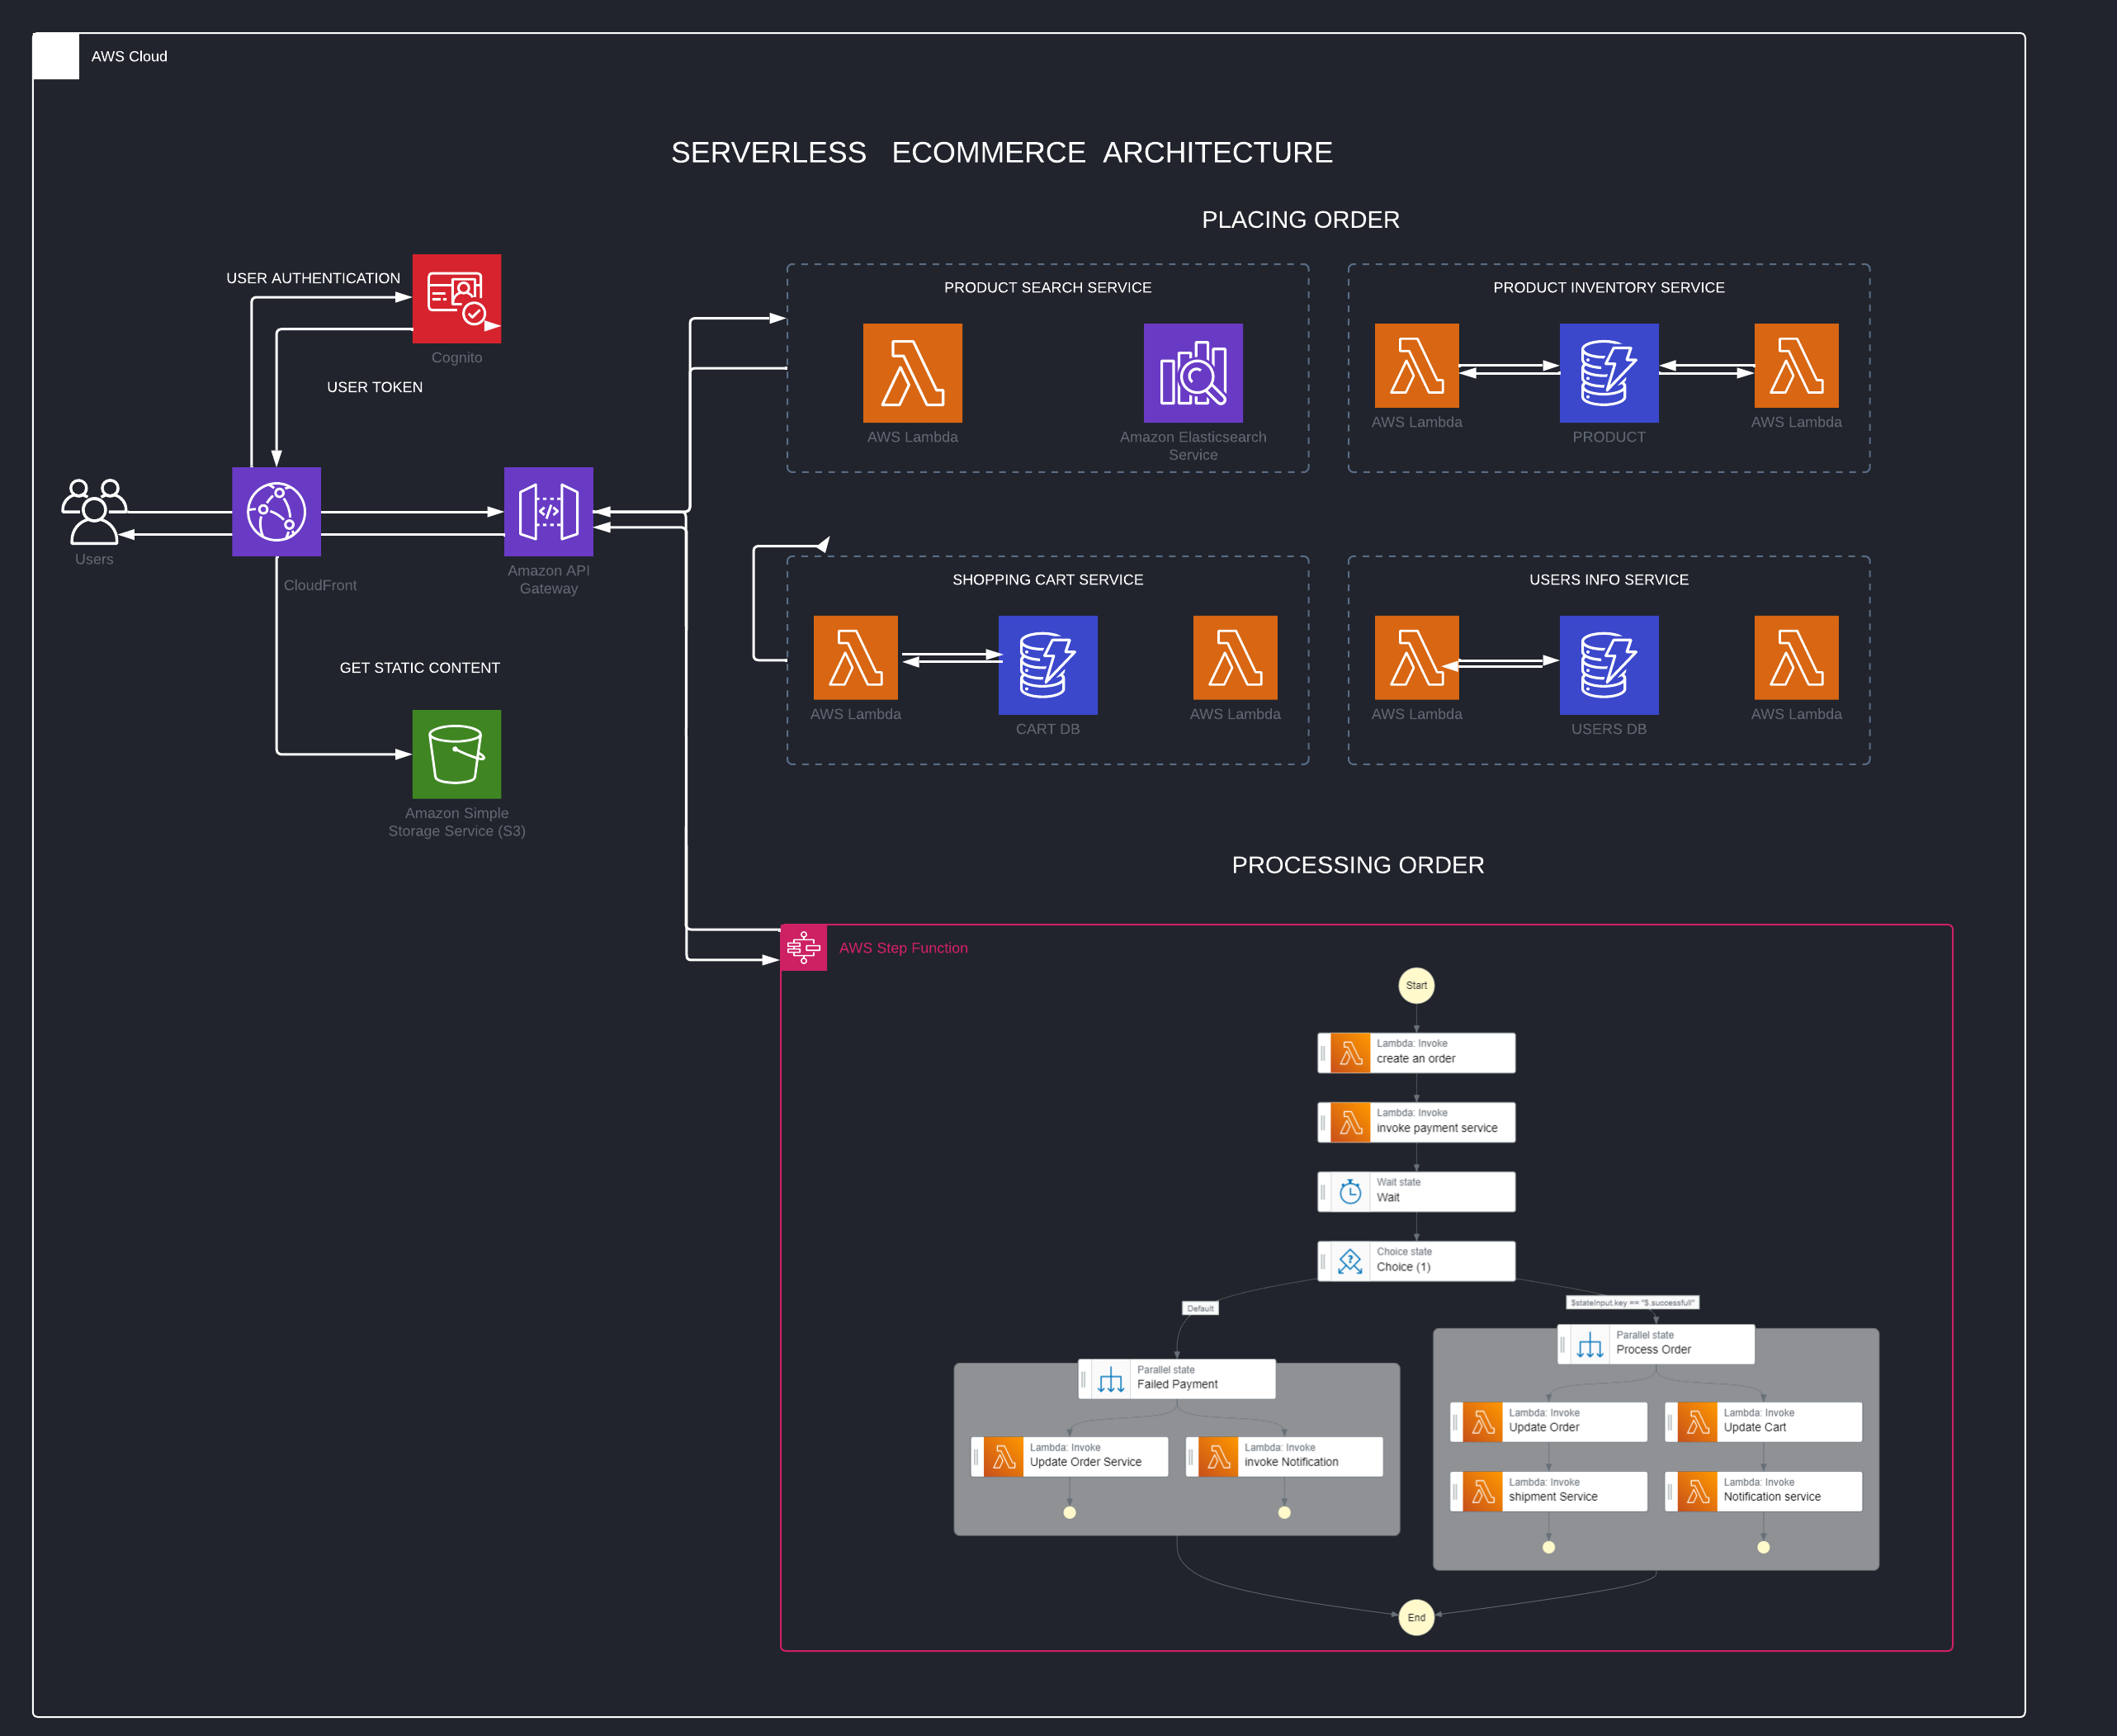 AWS Cloud
SERVERLESS ECOMMERCE ARCHITECTURE
PLACING ORDER
USER AUTHENTICATION
Cognito
USER TOKEN
Users
CloudFront
Amazon API
Gateway
GET STATIC CONTENT
Amazon Simple
Storage Service (S3)
PRODUCT SEARCH SERVICE
AWS Lambda
Amazon Elasticsearch
Service
PRODUCT INVENTORY SERVICE
AWS Lambda
PRODUCT
AWS Lambda
SHOPPING CART SERVICE
AWS Lambda
CART DB
AWS Lambda
USERS INFO SERVICE
AWS Lambda
USERS DB
AWS Lambda
PROCESSING ORDER
AWS Step Function
Start
Lambda: Invoke
create an order
Lambda: Invoke
invoke payment service
Wait state
Wait
Choice state
Choice (1)
Default
$stateInput.key == "$.successfull"
Parallel state
Failed Payment
Lambda: Invoke
Update Order Service
Lambda: Invoke
invoke Notification
Parallel state
Process Order
Lambda: Invoke
Update Order
Lambda: Invoke
Update Cart
Lambda: Invoke
shipment Service
Lambda: Invoke
Notification service
End